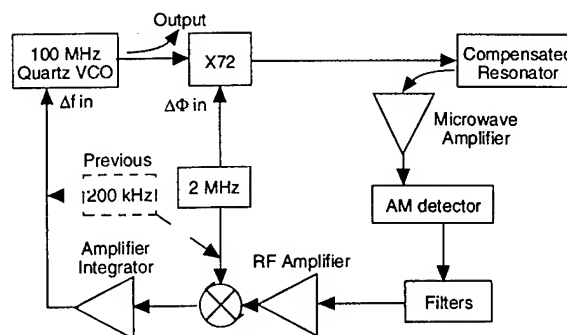 Output
100 MHz
Quartz VCO
X72
Compensated
Resonator
Δf in
ΔΦ in
Microwave
Amplifier
Previous
200 kHz
2 MHz
AM detector
Amplifier
Integrator
RF Amplifier
Filters